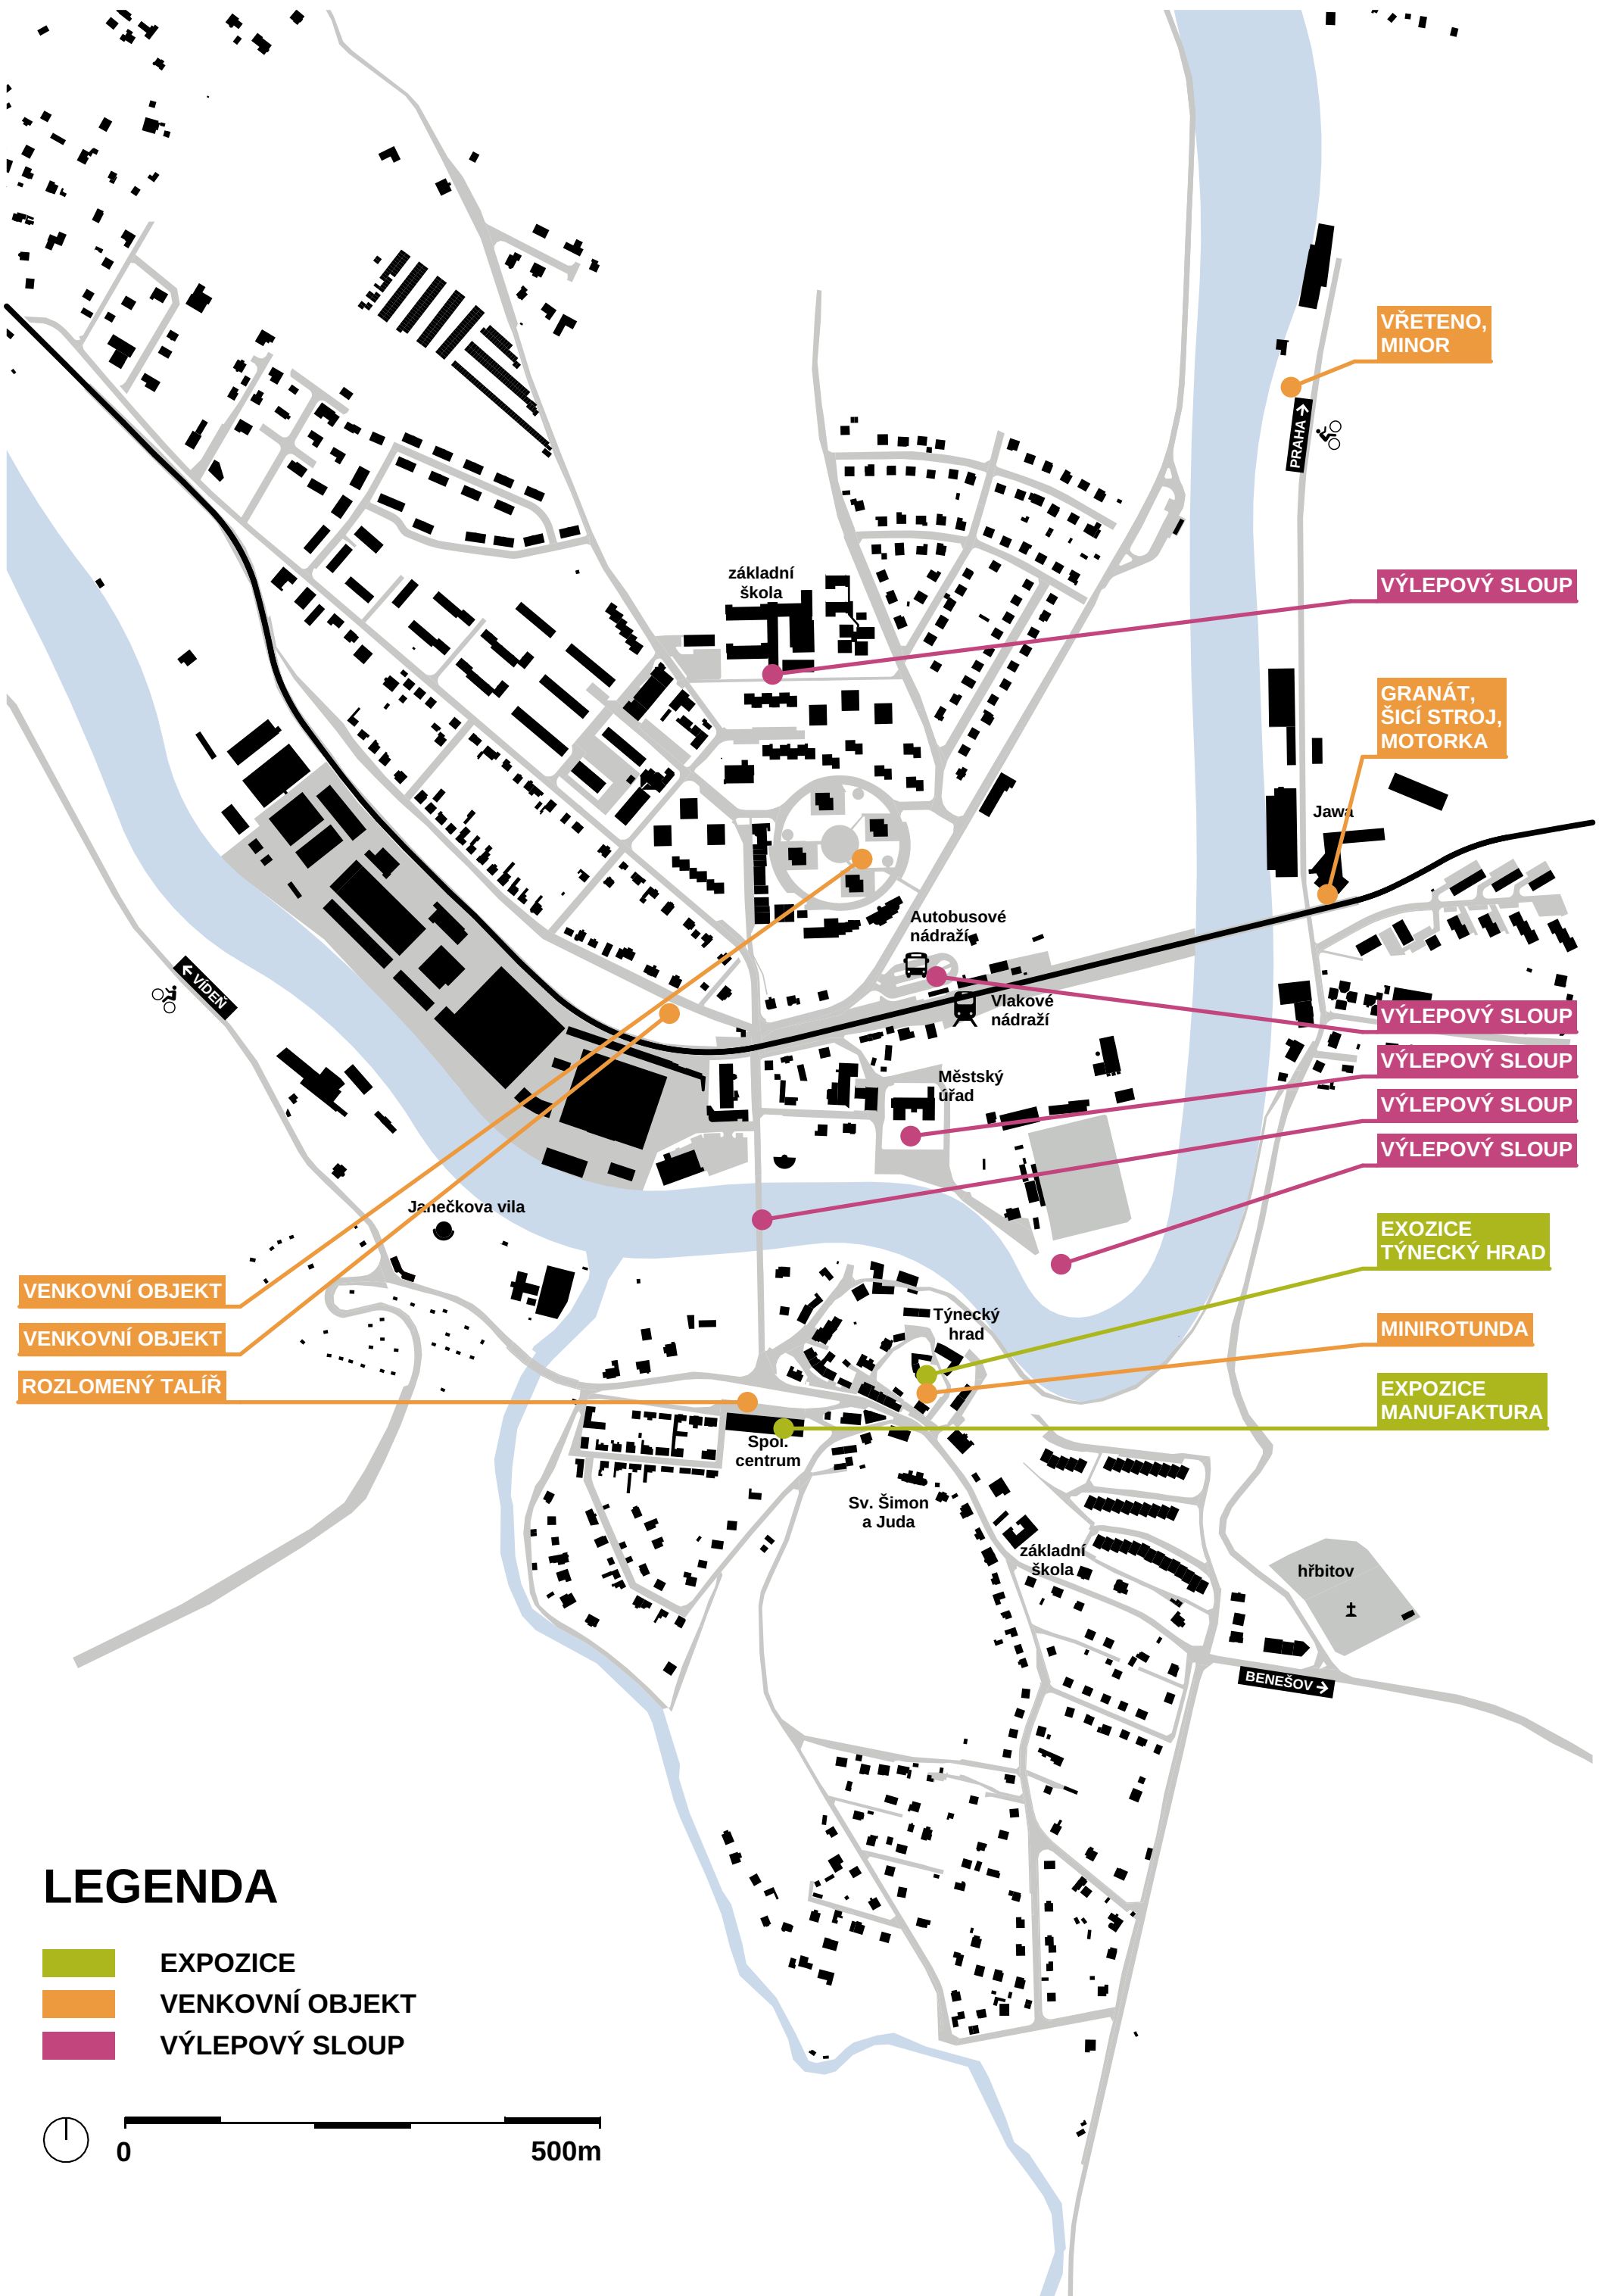 VŘETENO,
MINOR
PRAHA →
základní
škola
VÝLEPOVÝ SLOUP
GRANÁT,
ŠICÍ STROJ,
MOTORKA
Jawa
Autobusové
nádraží
← VÍDEŇ
Vlakové
nádraží
VÝLEPOVÝ SLOUP
VÝLEPOVÝ SLOUP
Městský
úřad
VÝLEPOVÝ SLOUP
VÝLEPOVÝ SLOUP
Janečkova vila
EXOZICE
TÝNECKÝ HRAD
VENKOVNÍ OBJEKT
Týnecký
hrad
VENKOVNÍ OBJEKT
MINIROTUNDA
ROZLOMENÝ TALÍŘ
EXPOZICE
MANUFAKTURA
Spol.
centrum
Sv. Šimon
a Juda
základní
škola
hřbitov
BENEŠOV →
LEGENDA
EXPOZICE
VENKOVNÍ OBJEKT
VÝLEPOVÝ SLOUP
0 500m